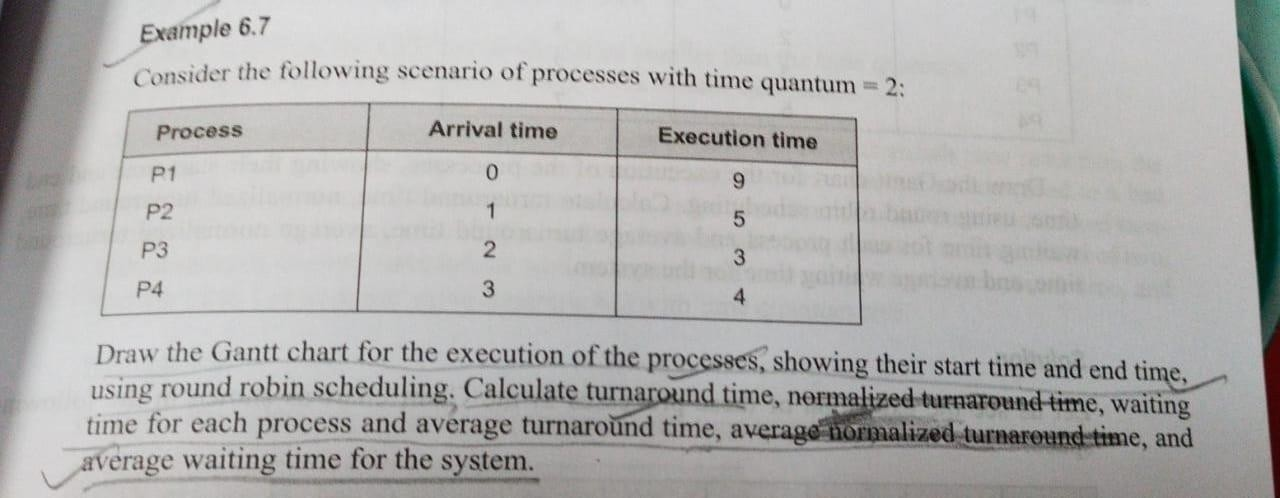 Example 6.7
Consider the following scenario of processes with time quantum = 2:
Process Arrival time Execution time
P1 0 9
P2 1 5
P3 2 3
P4 3 4
Draw the Gantt chart for the execution of the processes, showing their start time and end time,
using round robin scheduling. Calculate turnaround time, normalized turnaround time, waiting
time for each process and average turnaround time, average normalized turnaround time, and
average waiting time for the system.